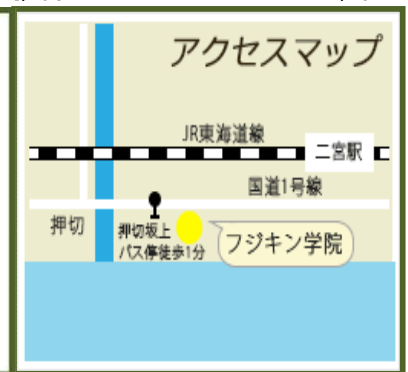 アクセスマップ
JR東海道線
二宮駅
国道1号線
押切
押切坂上
バス停徒歩1分
フジキン学院